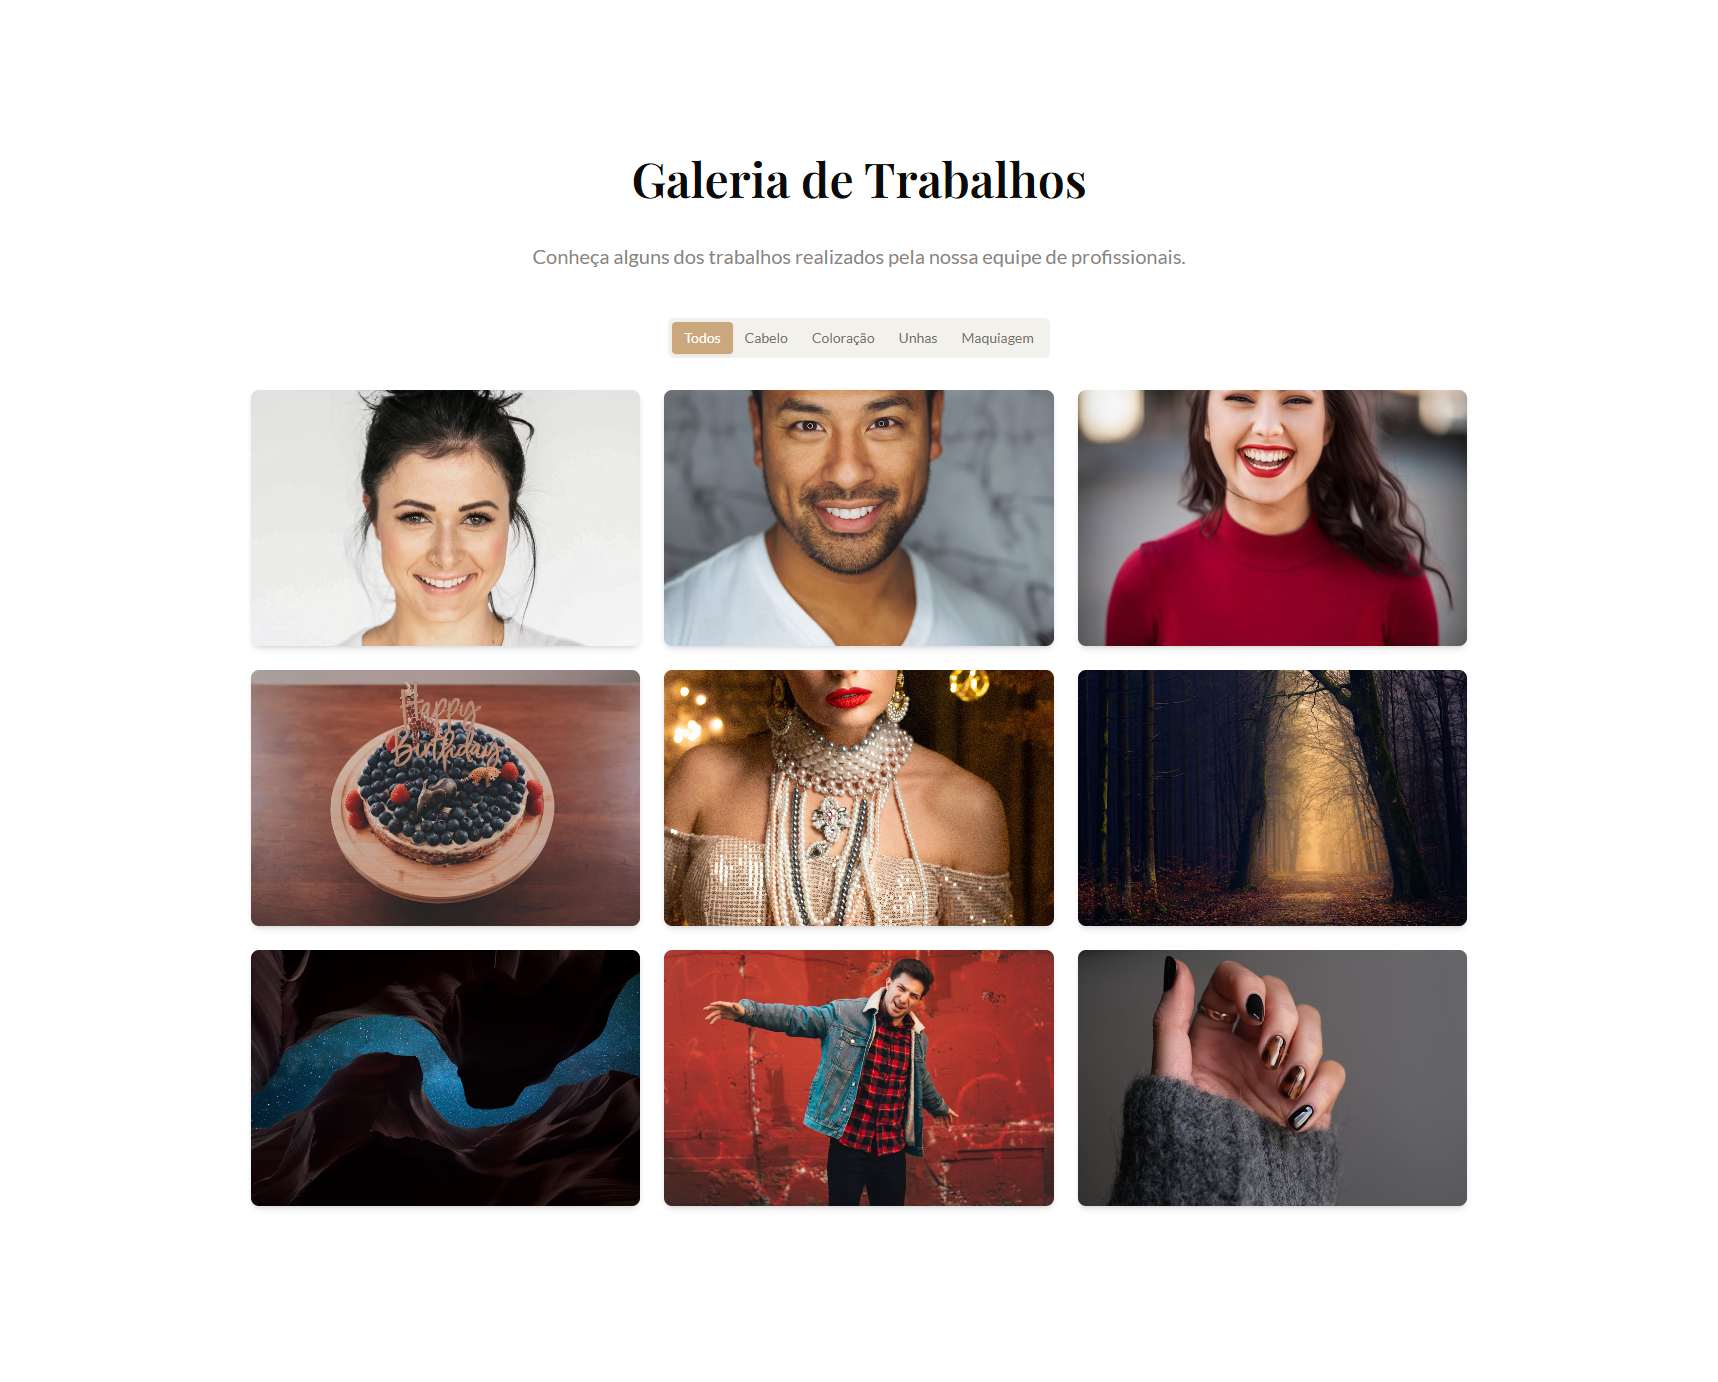 Galeria de Trabalhos
Conheça alguns dos trabalhos realizados pela nossa equipe de profissionais.
Todos Cabelo Coloração Unhas Maquiagem
Happy
Birthday